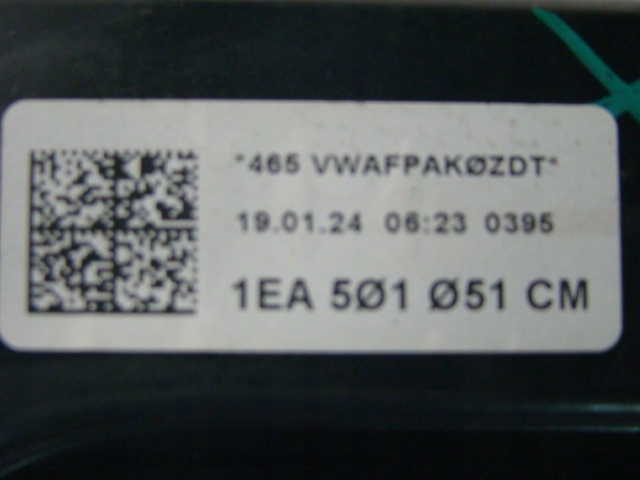 *465 VWAFPAKØZDT*
19.01.24 06:23 0395
1EA 5Ø1 Ø51 CM